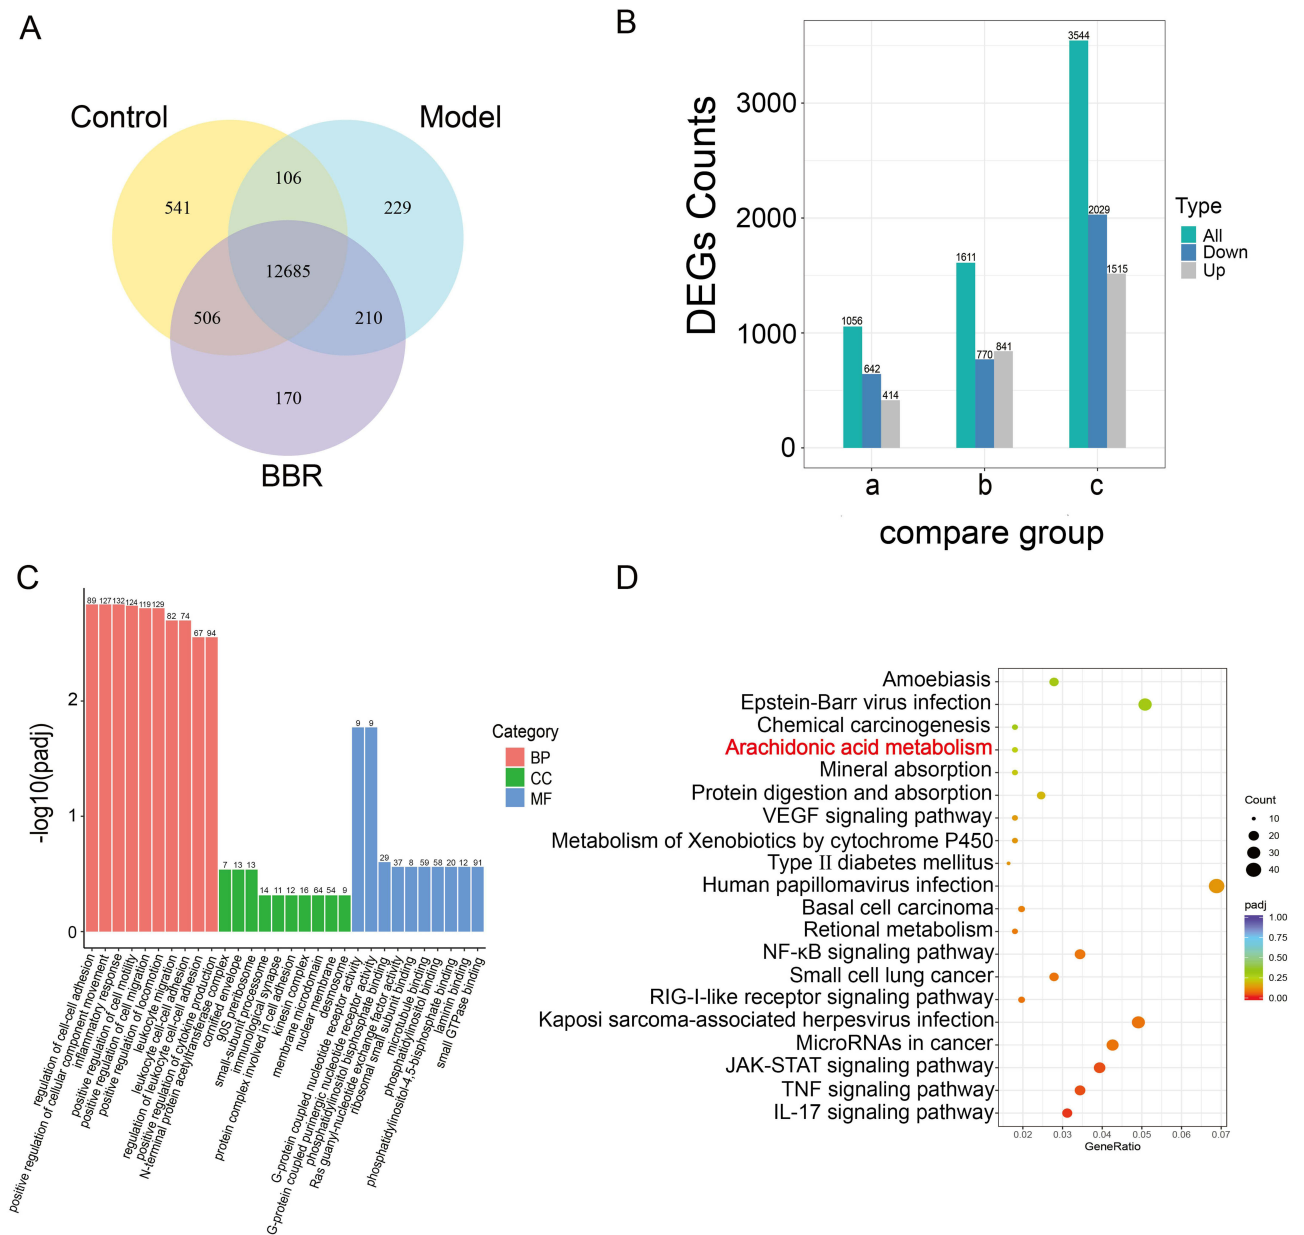 A
Control
Model
106
541
229
12685
506
210
170
BBR
B
DEGs Counts
3000
2000
1000
0
1056
642
414
1611
770
841
3544
2029
1515
a
b
c
compare group
Type
All
Down
Up
C
-log10(padj)
2
1
0
89 127 132 124 119 129 82 74 67 94 7 13 13 14 11 12 16 64 54 9 9 9 29 37 8 59 58 20 12 91
regulation of cell-cell adhesion
positive regulation of cellular component movement
inflammatory response
positive regulation of cell motility
positive regulation of cell migration
positive regulation of locomotion
leukocyte migration
leukocyte cell-cell adhesion
regulation of leukocyte cell-cell adhesion
positive regulation of cytokine production
N-terminal protein acetyltransferase complex
cornified envelope
90S preribosome
small-subunit processome
immunological synapse
protein complex involved in cell adhesion
kinesin complex
membrane microdomain
nuclear membrane
desmosome
G-protein coupled nucleotide receptor activity
G-protein coupled purinergic nucleotide receptor activity
phosphatidylinositol bisphosphate binding
Ras guanyl-nucleotide exchange factor activity
ribosomal small subunit binding
microtubule binding
phosphatidylinositol binding
phosphatidylinositol-4,5-bisphosphate binding
laminin binding
small GTPase binding
Category
BP
CC
MF
D
Amoebiasis
Epstein-Barr virus infection
Chemical carcinogenesis
Arachidonic acid metabolism
Mineral absorption
Protein digestion and absorption
VEGF signaling pathway
Metabolism of Xenobiotics by cytochrome P450
Type II diabetes mellitus
Human papillomavirus infection
Basal cell carcinoma
Retional metabolism
NF-κB signaling pathway
Small cell lung cancer
RIG-I-like receptor signaling pathway
Kaposi sarcoma-associated herpesvirus infection
MicroRNAs in cancer
JAK-STAT signaling pathway
TNF signaling pathway
IL-17 signaling pathway
0.02 0.03 0.04 0.05 0.06 0.07
GeneRatio
Count
10
20
30
40
padj
1.00
0.75
0.50
0.25
0.00